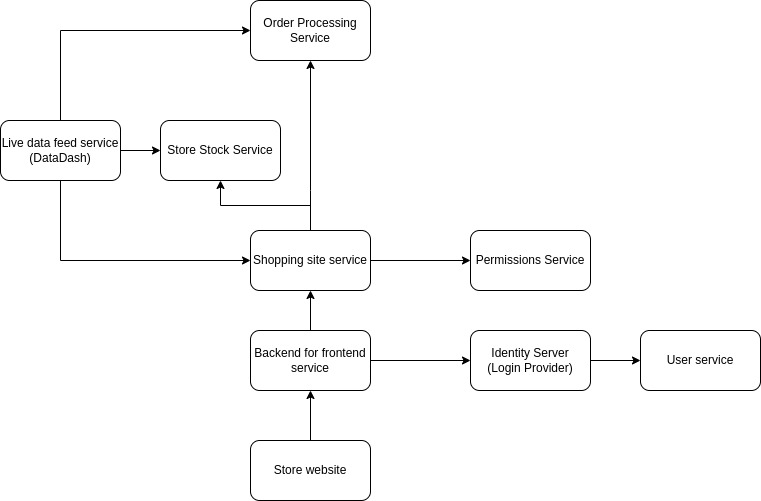 Order Processing
Service
Live data feed service
(DataDash)
Store Stock Service
Shopping site service
Permissions Service
Backend for frontend
service
Identity Server
(Login Provider)
User service
Store website